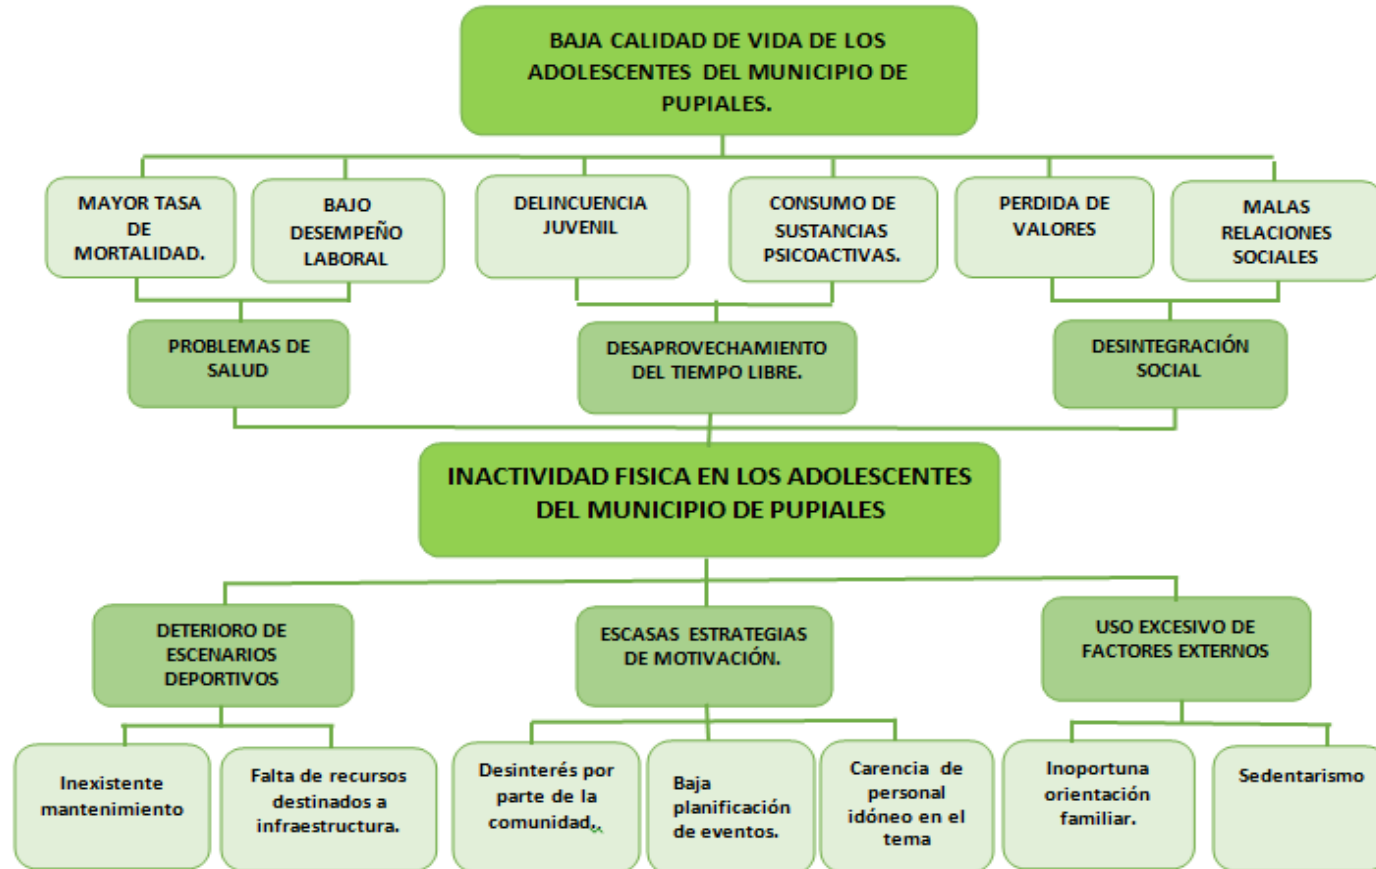 BAJA CALIDAD DE VIDA DE LOS
ADOLESCENTES DEL MUNICIPIO DE
PUPIALES.
MAYOR TASA
DE
MORTALIDAD.
BAJO
DESEMPEÑO
LABORAL
DELINCUENCIA
JUVENIL
CONSUMO DE
SUSTANCIAS
PSICOACTIVAS.
PERDIDA DE
VALORES
MALAS
RELACIONES
SOCIALES
PROBLEMAS DE
SALUD
DESAPROVECHAMIENTO
DEL TIEMPO LIBRE.
DESINTEGRACIÓN
SOCIAL
INACTIVIDAD FISICA EN LOS ADOLESCENTES
DEL MUNICIPIO DE PUPIALES
DETERIORO DE
ESCENARIOS
DEPORTIVOS
ESCASAS ESTRATEGIAS
DE MOTIVACIÓN.
USO EXCESIVO DE
FACTORES EXTERNOS
Inexistente
mantenimiento
Falta de recursos
destinados a
infraestructura.
Desinterés por
parte de la
comunidad,.
Baja
planificación
de eventos.
Carencia de
personal
idóneo en el
tema
Inoportuna
orientación
familiar.
Sedentarismo